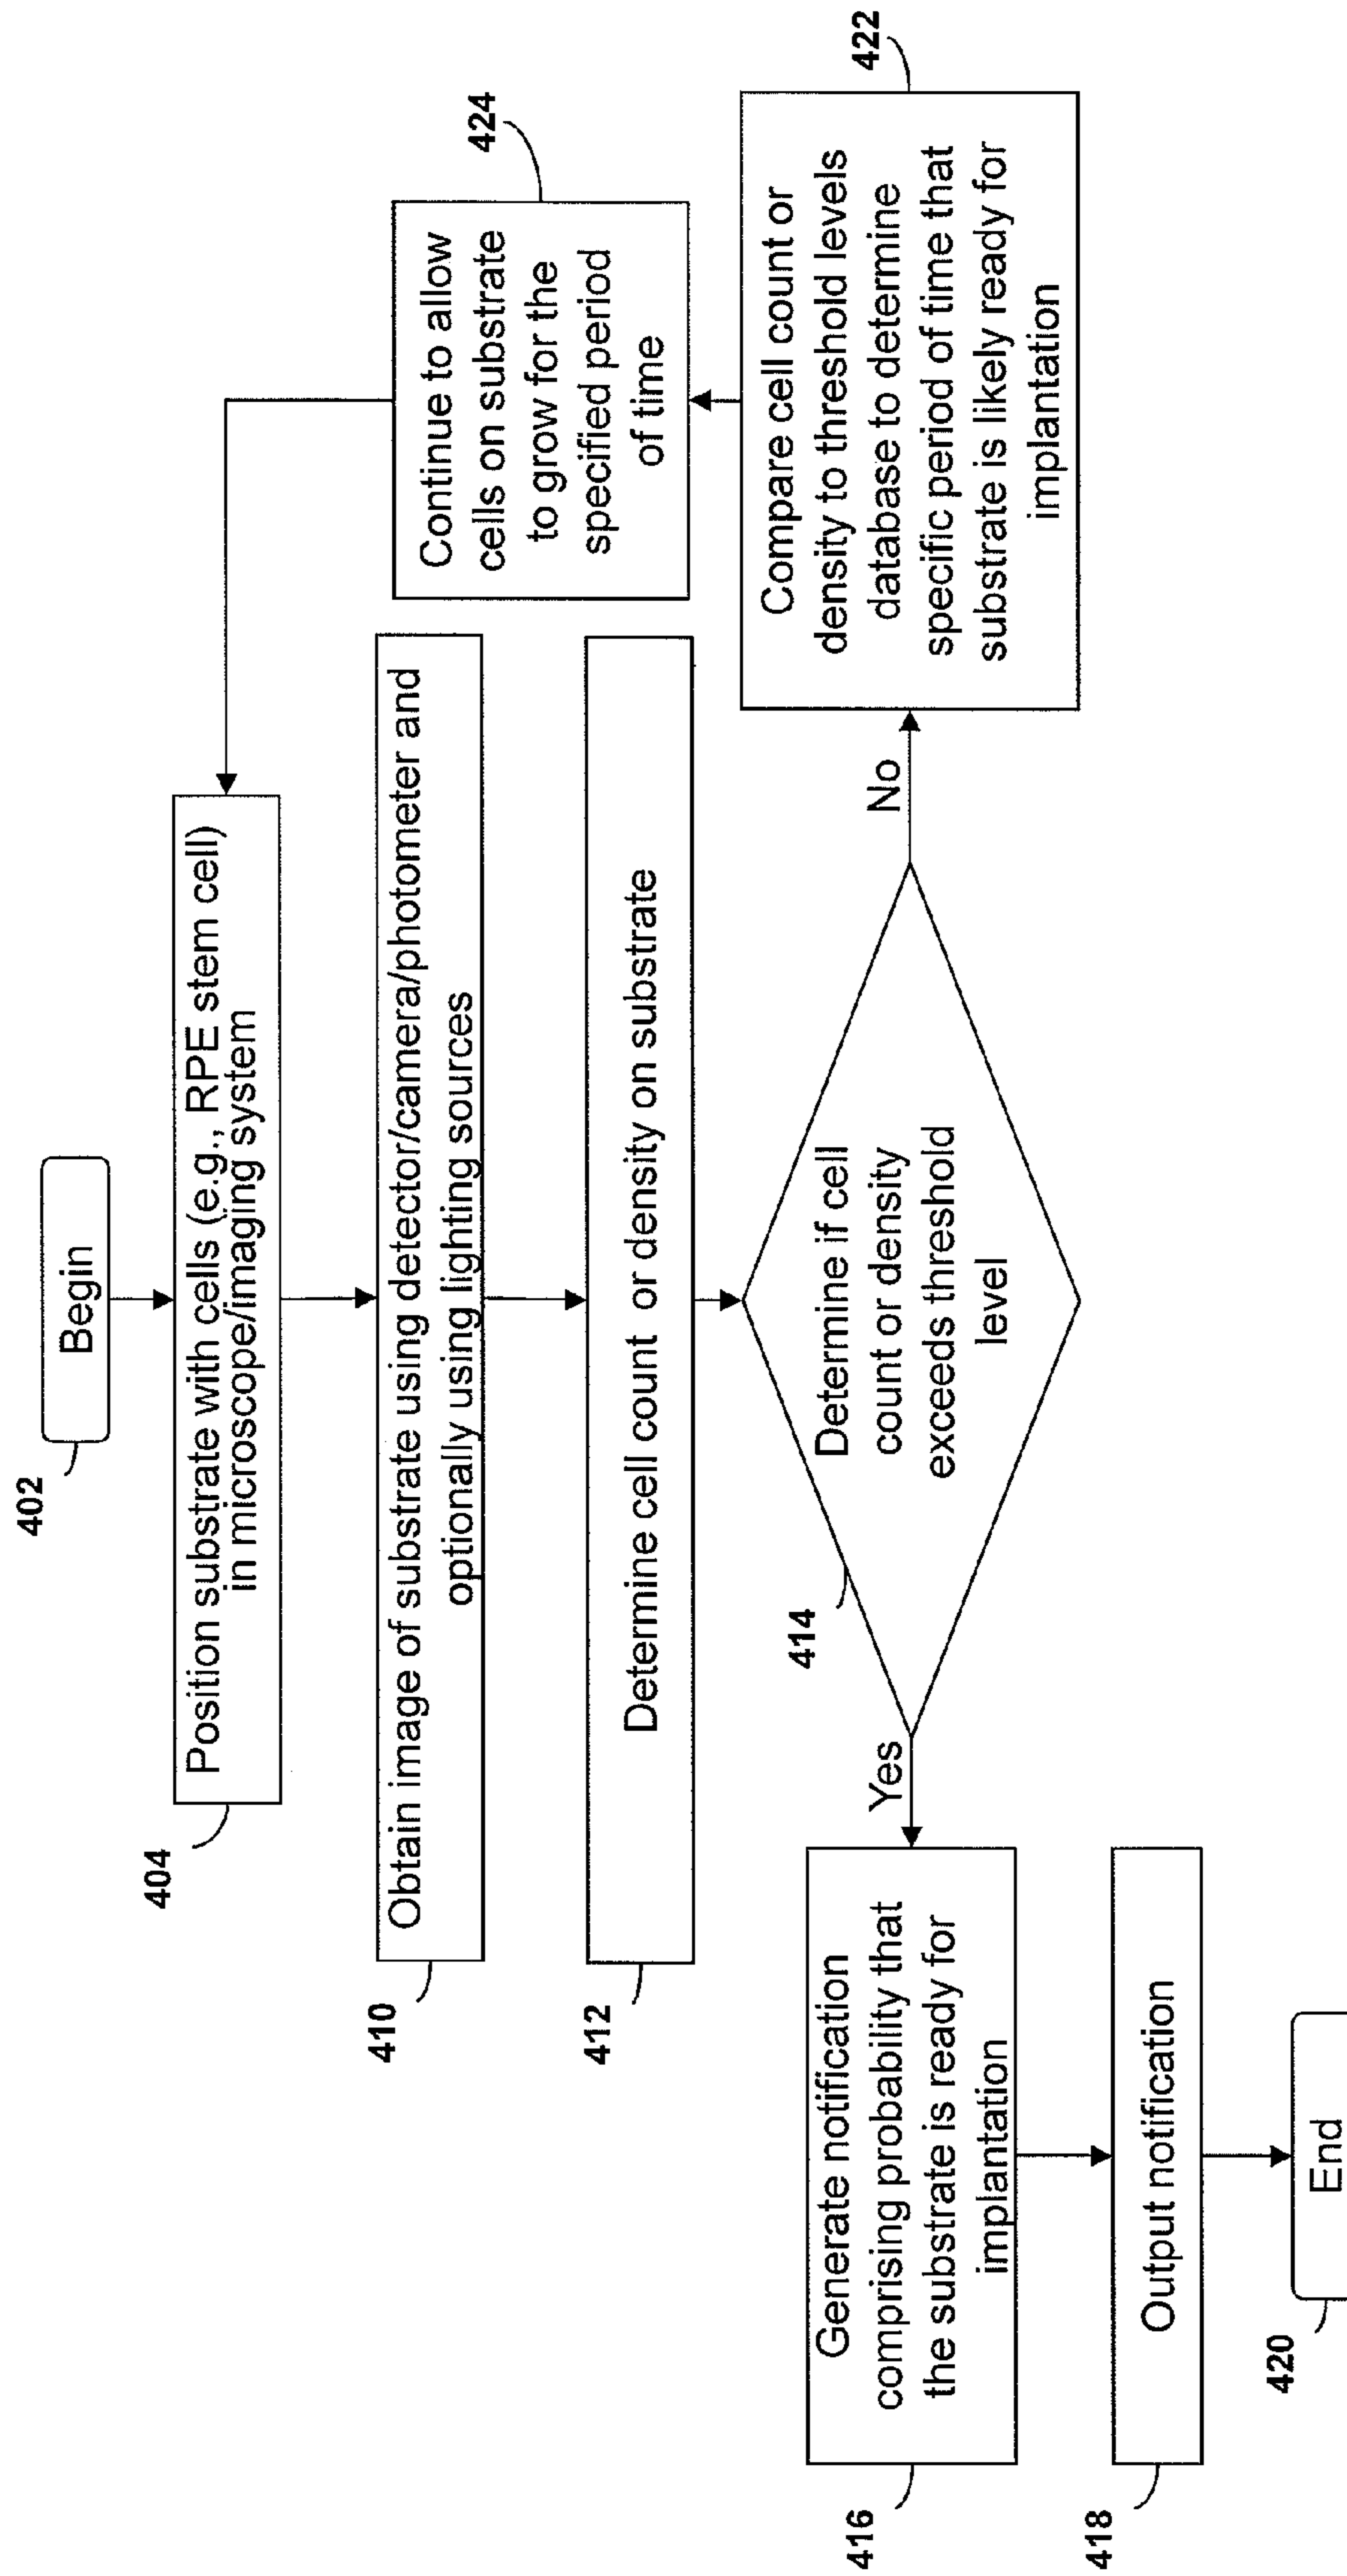 402
Begin
404
Position substrate with cells (e.g., RPE stem cell)
in microscope/imaging system
410
Obtain image of substrate using detector/camera/photometer and
optionally using lighting sources
412
Determine cell count or density on substrate
414
Determine if cell
count or density
exceeds threshold
level
Yes
No
416
Generate notification
comprising probability that
the substrate is ready for
implantation
418
Output notification
420
End
422
Compare cell count or
density to threshold levels
database to determine
specific period of time that
substrate is likely ready for
implantation
424
Continue to allow
cells on substrate
to grow for the
specified period
of time